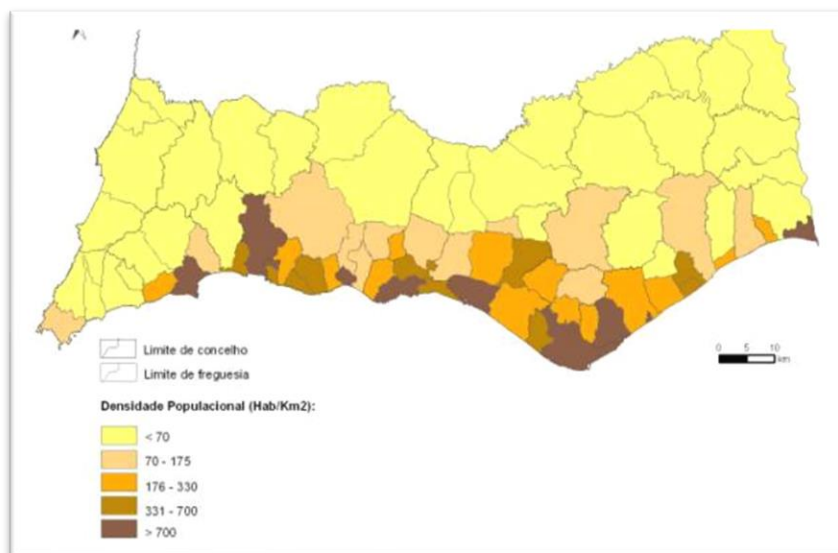 Limite de concelho
Limite de freguesia
Densidade Populacional (Hab/Km2):
< 70
70 - 175
176 - 330
331 - 700
> 700
0 5 10
km